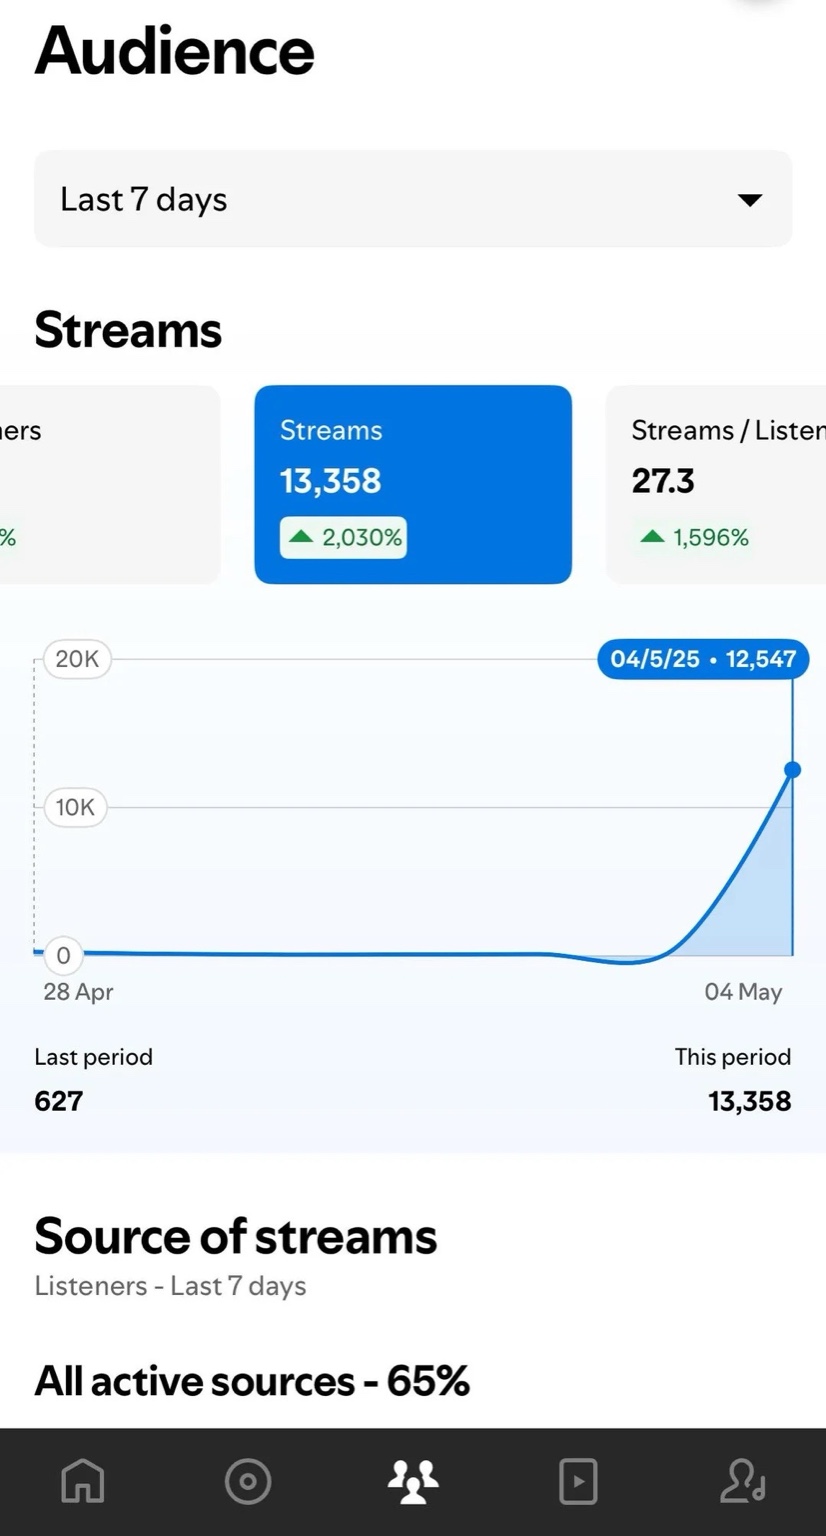 Audience
Last 7 days
Streams
ers
%
Streams
13,358
2,030%
Streams / Listen
27.3
1,596%
20K
04/5/25 • 12,547
10K
0
28 Apr
04 May
Last period
This period
627
13,358
Source of streams
Listeners - Last 7 days
All active sources - 65%